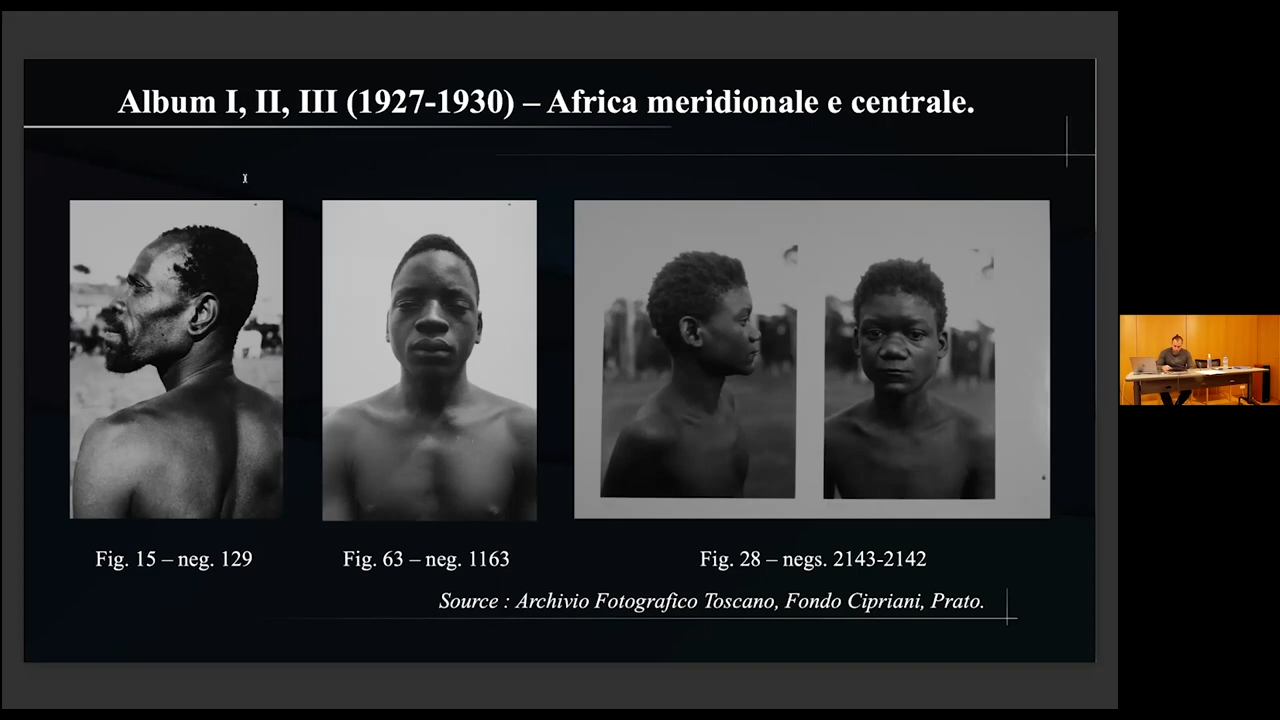 Album I, II, III (1927-1930) – Africa meridionale e centrale.
Fig. 15 – neg. 129
Fig. 63 – neg. 1163
Fig. 28 – negs. 2143-2142
Source : Archivio Fotografico Toscano, Fondo Cipriani, Prato.